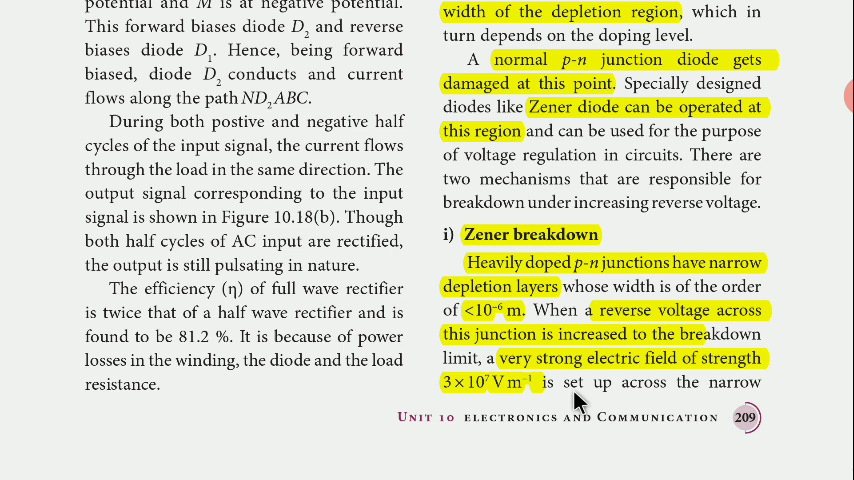 potential and M is at negative potential.
This forward biases diode D₂ and reverse
biases diode D₁. Hence, being forward
biased, diode D₂ conducts and current
flows along the path ND₂ABC.
During both postive and negative half
cycles of the input signal, the current flows
through the load in the same direction. The
output signal corresponding to the input
signal is shown in Figure 10.18(b). Though
both half cycles of AC input are rectified,
the output is still pulsating in nature.
The efficiency (η) of full wave rectifier
is twice that of a half wave rectifier and is
found to be 81.2 %. It is because of power
losses in the winding, the diode and the load
resistance.
width of the depletion region, which in
turn depends on the doping level.
A normal p-n junction diode gets
damaged at this point. Specially designed
diodes like Zener diode can be operated at
this region and can be used for the purpose
of voltage regulation in circuits. There are
two mechanisms that are responsible for
breakdown under increasing reverse voltage.
i) Zener breakdown
Heavily doped p-n junctions have narrow
depletion layers whose width is of the order
of <10⁻⁶ m. When a reverse voltage across
this junction is increased to the breakdown
limit, a very strong electric field of strength
3 × 10⁷ V m⁻¹ is set up across the narrow
UNIT 10 ELECTRONICS AND COMMUNICATION 209